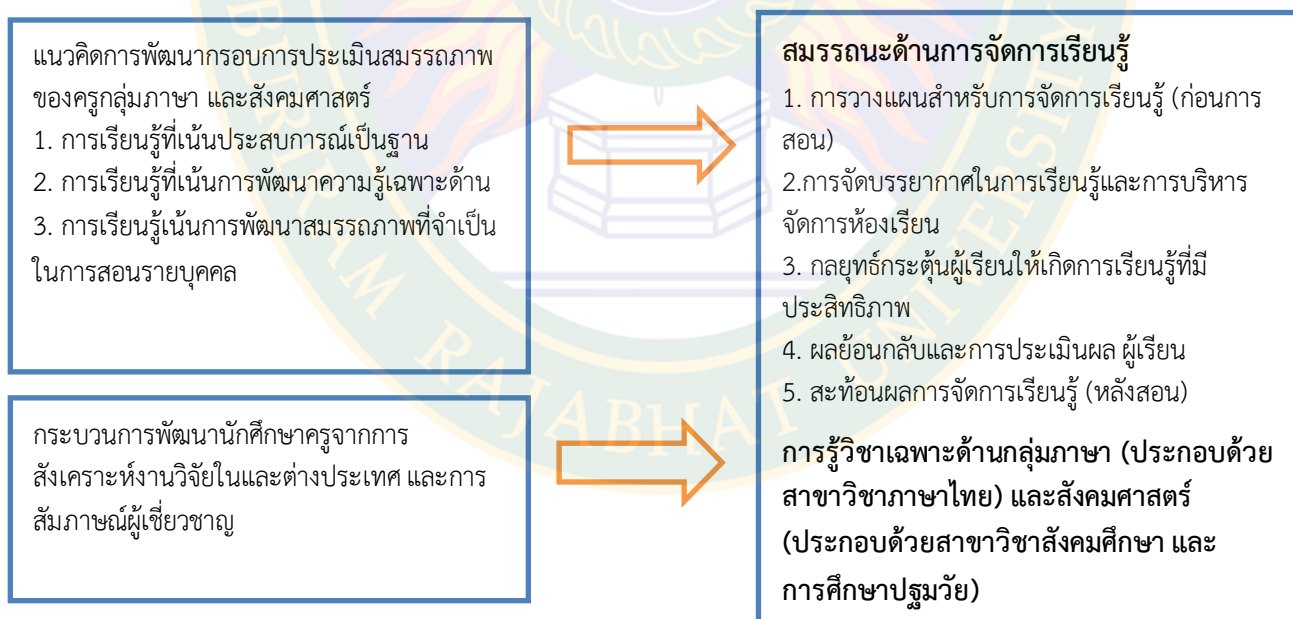 แนวคิดการพัฒนากรอบการประเมินสมรรถภาพ
ของครูกลุ่มภาษา และสังคมศาสตร์
1. การเรียนรู้ที่เน้นประสบการณ์เป็นฐาน
2. การเรียนรู้ที่เน้นการพัฒนาความรู้เฉพาะด้าน
3. การเรียนรู้เน้นการพัฒนาสมรรถภาพที่จำเป็น
ในการสอนรายบุคคล
กระบวนการพัฒนานักศึกษาครูจากการ
สังเคราะห์งานวิจัยในและต่างประเทศ และการ
สัมภาษณ์ผู้เชี่ยวชาญ
สมรรถนะด้านการจัดการเรียนรู้
1. การวางแผนสำหรับการจัดการเรียนรู้ (ก่อนการ
สอน)
2.การจัดบรรยากาศในการเรียนรู้และการบริหาร
จัดการห้องเรียน
3. กลยุทธ์กระตุ้นผู้เรียนให้เกิดการเรียนรู้ที่มี
ประสิทธิภาพ
4. ผลย้อนกลับและการประเมินผล ผู้เรียน
5. สะท้อนผลการจัดการเรียนรู้ (หลังสอน)
การรู้วิชาเฉพาะด้านกลุ่มภาษา (ประกอบด้วย
สาขาวิชาภาษาไทย) และสังคมศาสตร์
(ประกอบด้วยสาขาวิชาสังคมศึกษา และ
การศึกษาปฐมวัย)
BURIRAM RAJABHAT UNIVERSITY